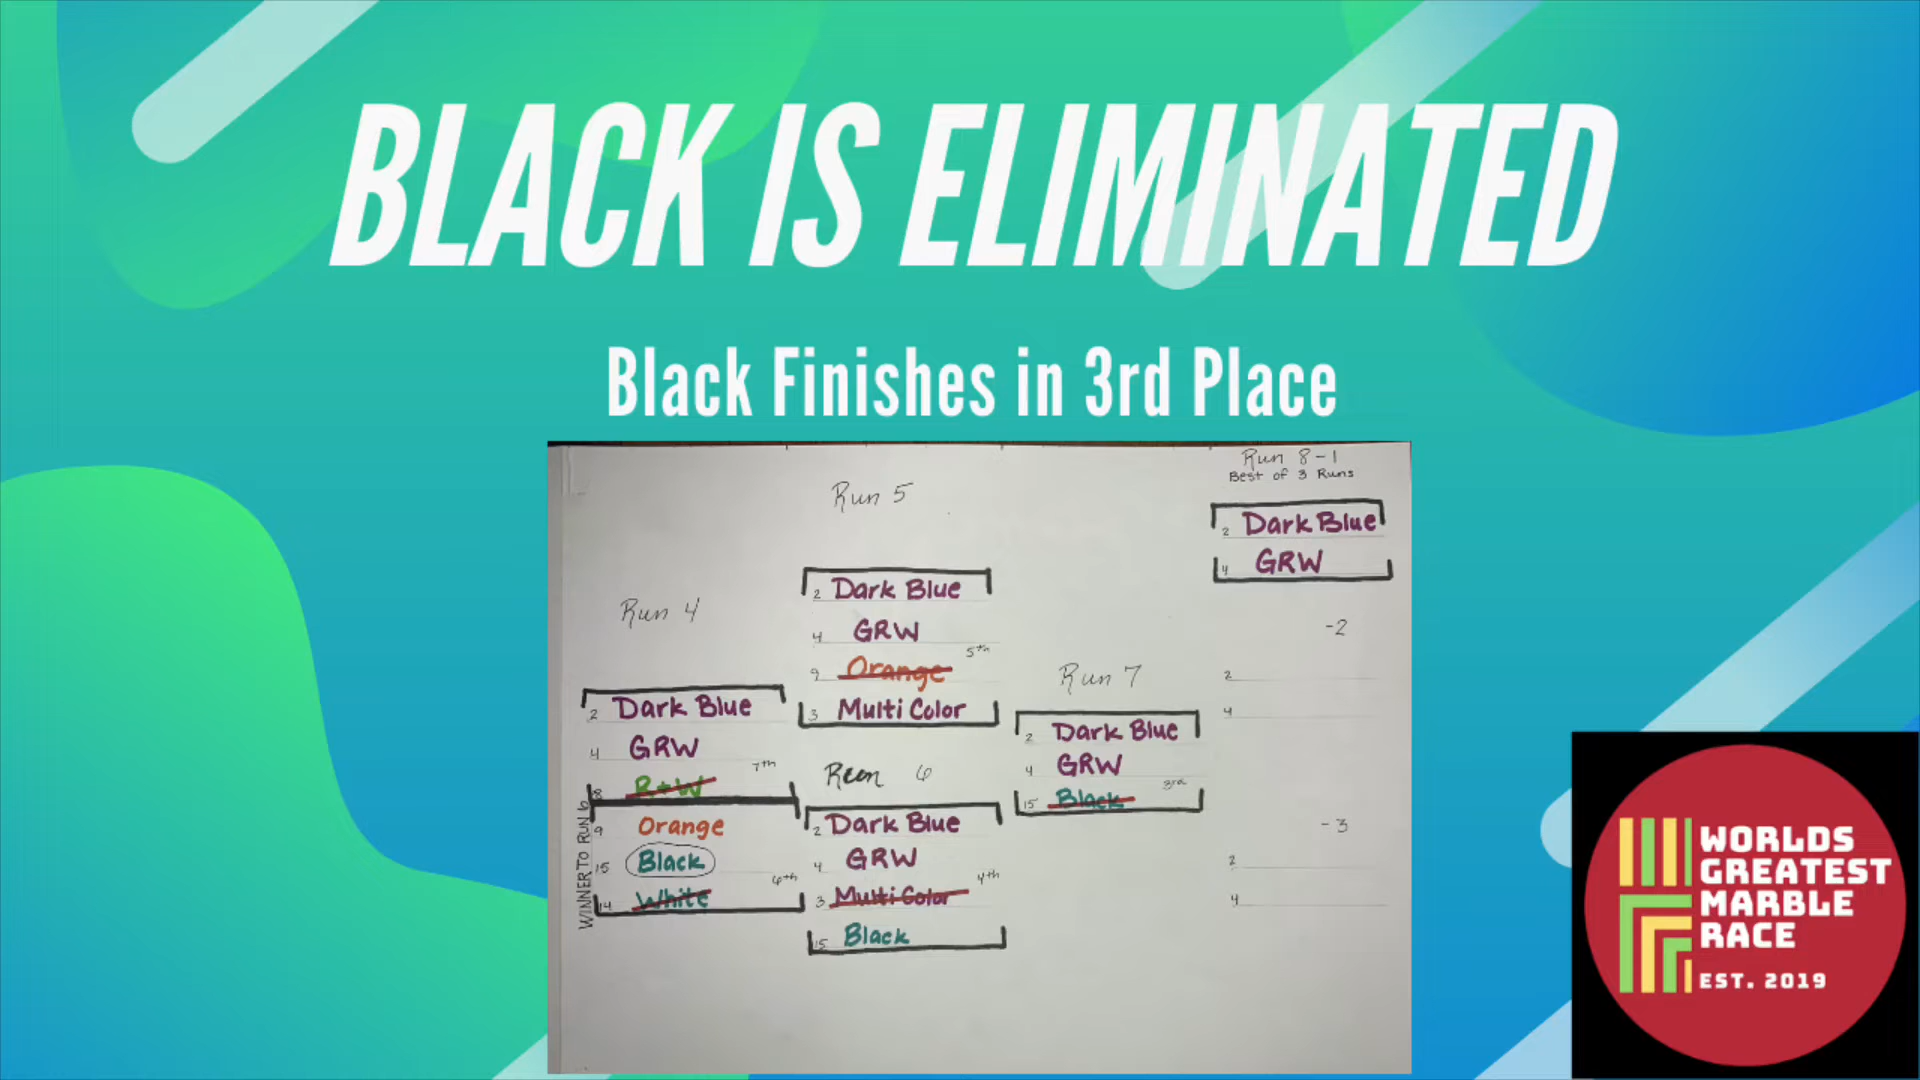 BLACK IS ELIMINATED
Black Finishes in 3rd Place
Run 4
2 Dark Blue
4 GRW
7th
8 R+W
WINNER TO RUN 6
9 Orange
15 Black
6th
14 White
Run 5
2 Dark Blue
4 GRW
5th
9 Orange
3 Multi Color
Run 6
2 Dark Blue
4 GRW
4th
3 Multi Color
15 Black
Run 7
2 Dark Blue
4 GRW
3rd
15 Black
Run 8-1
Best of 3 Runs
2 Dark Blue
4 GRW
-2
2
4
-3
2
4
WORLDS
GREATEST
MARBLE
RACE
EST. 2019